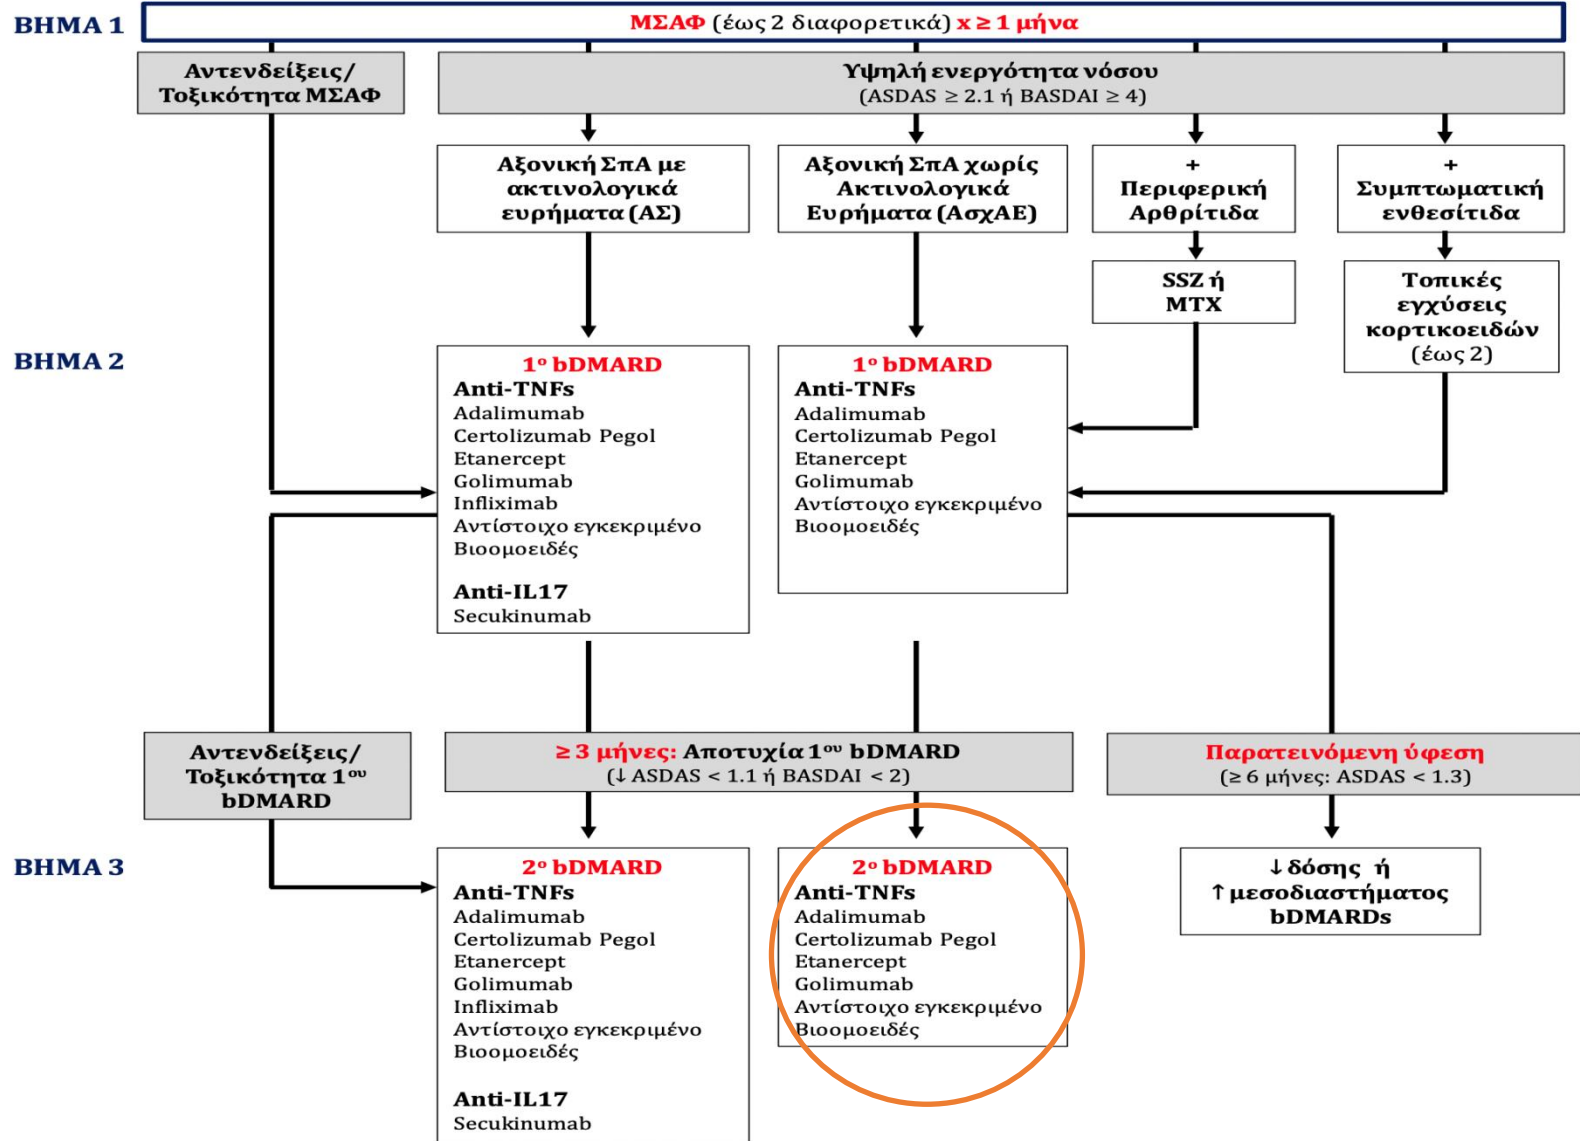 ΒΗΜΑ 1
ΜΣΑΦ (έως 2 διαφορετικά) x ≥ 1 μήνα
Αντενδείξεις/
Τοξικότητα ΜΣΑΦ
Υψηλή ενεργότητα νόσου
(ASDAS ≥ 2.1 ή BASDAI ≥ 4)
Αξονική ΣπΑ με
ακτινολογικά
ευρήματα (ΑΣ)
Αξονική ΣπΑ χωρίς
Ακτινολογικά
Ευρήματα (ΑσχΑΕ)
+
Περιφερική
Αρθρίτιδα
+
Συμπτωματική
ενθεσίτιδα
SSZ ή
MTX
Τοπικές
εγχύσεις
κορτικοειδών
(έως 2)
ΒΗΜΑ 2
1ο bDMARD
Anti-TNFs
Adalimumab
Certolizumab Pegol
Etanercept
Golimumab
Infliximab
Αντίστοιχο εγκεκριμένο
Βιοομοειδές
Anti-IL17
Secukinumab
1ο bDMARD
Anti-TNFs
Adalimumab
Certolizumab Pegol
Etanercept
Golimumab
Αντίστοιχο εγκεκριμένο
Βιοομοειδές
Αντενδείξεις/
Τοξικότητα 1ου
bDMARD
≥ 3 μήνες: Αποτυχία 1ου bDMARD
(↓ ASDAS < 1.1 ή BASDAI < 2)
Παρατεινόμενη ύφεση
(≥ 6 μήνες: ASDAS < 1.3)
ΒΗΜΑ 3
2ο bDMARD
Anti-TNFs
Adalimumab
Certolizumab Pegol
Etanercept
Golimumab
Infliximab
Αντίστοιχο εγκεκριμένο
Βιοομοειδές
Anti-IL17
Secukinumab
2ο bDMARD
Anti-TNFs
Adalimumab
Certolizumab Pegol
Etanercept
Golimumab
Αντίστοιχο εγκεκριμένο
Βιοομοειδές
↓ δόσης ή
↑ μεσοδιαστήματος
bDMARDs